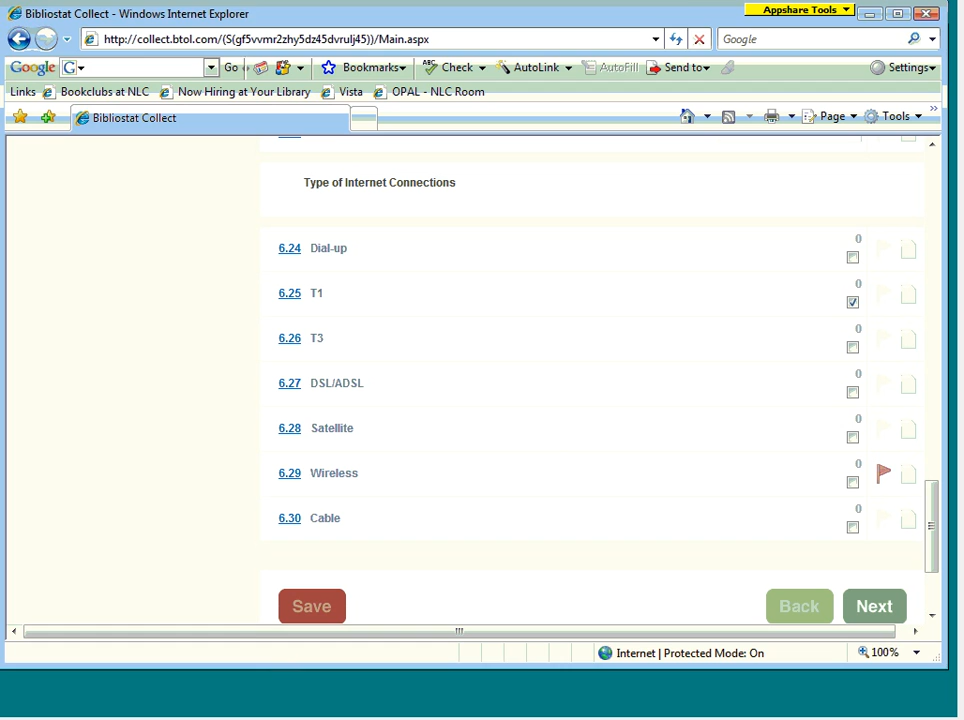 Bibliostat Collect - Windows Internet Explorer
Appshare Tools
http://collect.btol.com/(S(gf5vvmr2zhy5dz45dvrulj45))/Main.aspx
Google
Google G Go Bookmarks ABC Check AutoLink AutoFill Send to Settings
Links Bookclubs at NLC Now Hiring at Your Library Vista OPAL - NLC Room
Bibliostat Collect
Page Tools
Type of Internet Connections
0
6.24 Dial-up
0
6.25 T1
0
6.26 T3
0
6.27 DSL/ADSL
0
6.28 Satellite
0
6.29 Wireless
0
6.30 Cable
Save Back Next
Internet | Protected Mode: On 100%